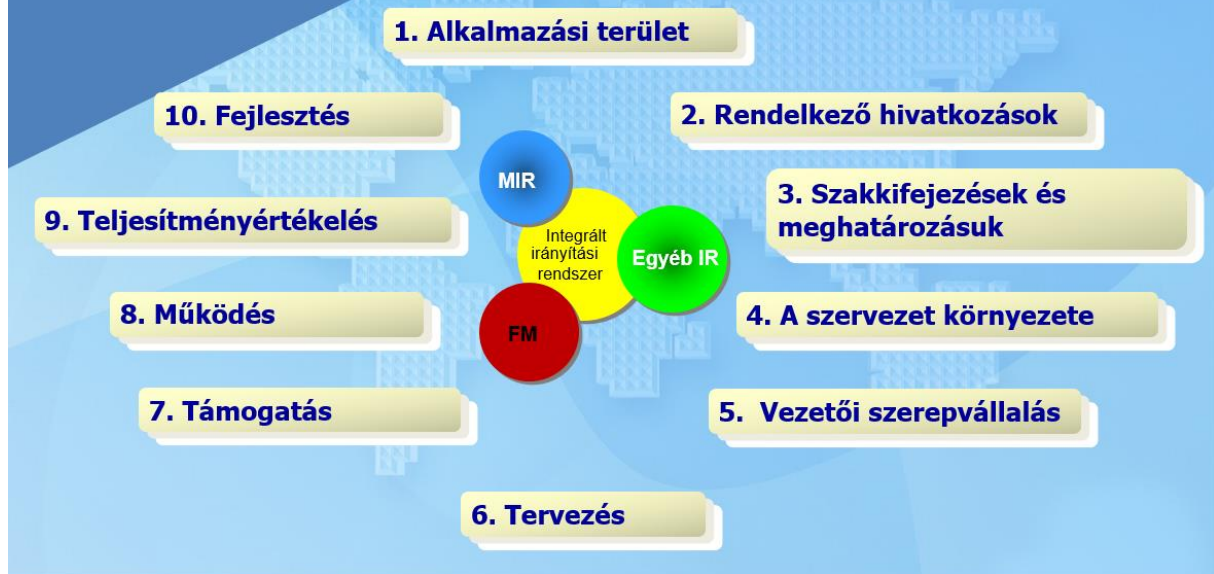 1. Alkalmazási terület
2. Rendelkező hivatkozások
3. Szakkifejezések és
meghatározásuk
4. A szervezet környezete
5. Vezetői szerepvállalás
6. Tervezés
7. Támogatás
8. Működés
9. Teljesítményértékelés
10. Fejlesztés
MIR
Integrált
irányítási
rendszer
Egyéb IR
FM